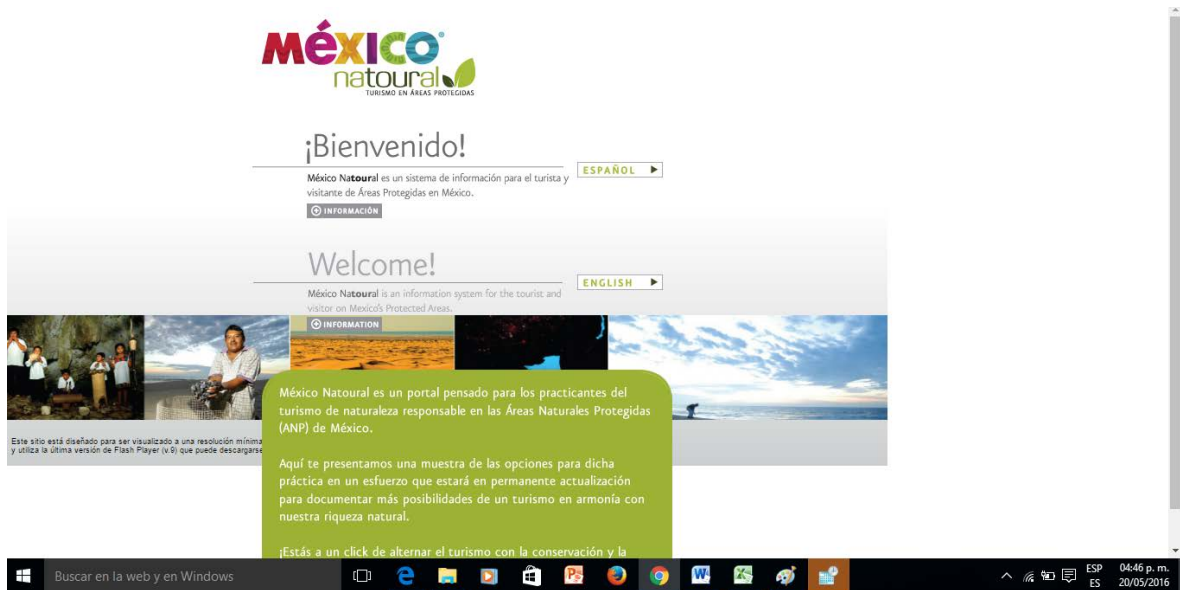 México
natoural
TURISMO EN ÁREAS PROTEGIDAS
¡Bienvenido!
ESPAÑOL
México Natoural es un sistema de información para el turista y
visitante de Áreas Protegidas en México.
INFORMACIÓN
Welcome!
ENGLISH
México Natoural is an information system for the tourist and
visitor on Mexico's Protected Areas.
INFORMATION
México Natoural es un portal pensado para los practicantes del
turismo de naturaleza responsable en las Áreas Naturales Protegidas
(ANP) de México.
Aquí te presentamos una muestra de las opciones para dicha
práctica en un esfuerzo que estará en permanente actualización
para documentar más posibilidades de un turismo en armonía con
nuestra riqueza natural.
¡Estás a un click de alternar el turismo con la conservación y la
Este sitio está diseñado para ser visualizado a una resolución mínima
y utiliza la última versión de Flash Player (v.9) que puede descargarse
Buscar en la web y en Windows
ESP
ES
04:46 p. m.
20/05/2016